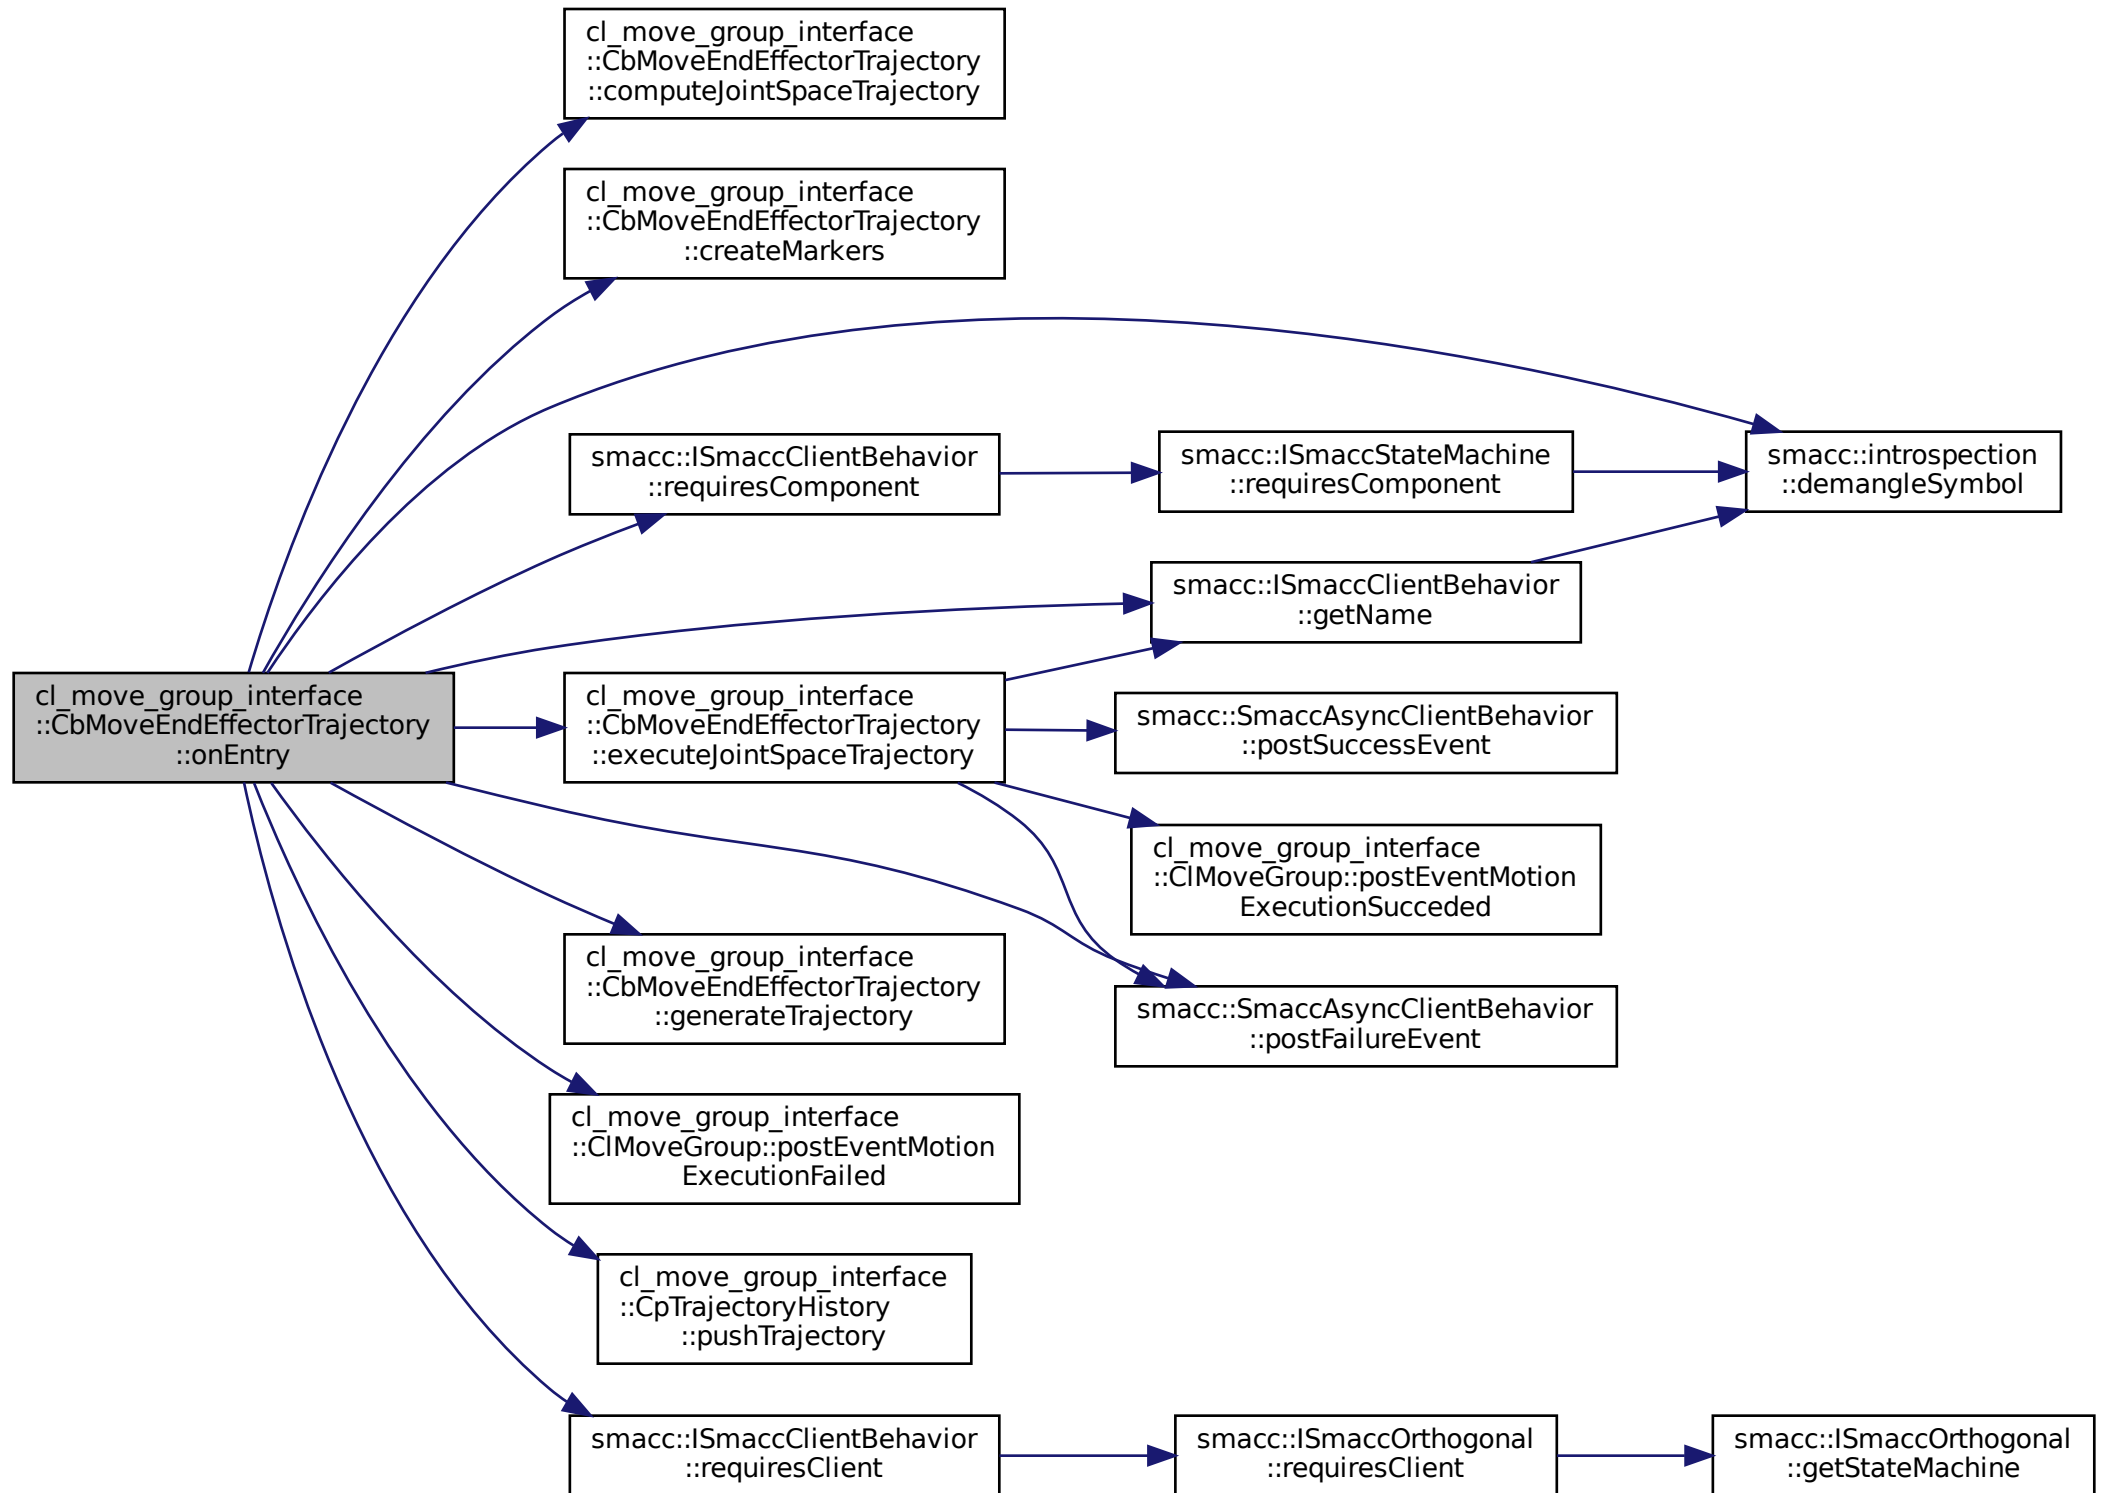 cl_move_group_interface
::CbMoveEndEffectorTrajectory
::computeJointSpaceTrajectory
cl_move_group_interface
::CbMoveEndEffectorTrajectory
::createMarkers
smacc::ISmaccClientBehavior
::requiresComponent
smacc::ISmaccStateMachine
::requiresComponent
smacc::introspection
::demangleSymbol
smacc::ISmaccClientBehavior
::getName
cl_move_group_interface
::CbMoveEndEffectorTrajectory
::onEntry
cl_move_group_interface
::CbMoveEndEffectorTrajectory
::executeJointSpaceTrajectory
smacc::SmaccAsyncClientBehavior
::postSuccessEvent
cl_move_group_interface
::ClMoveGroup::postEventMotion
ExecutionSucceded
cl_move_group_interface
::CbMoveEndEffectorTrajectory
::generateTrajectory
smacc::SmaccAsyncClientBehavior
::postFailureEvent
cl_move_group_interface
::ClMoveGroup::postEventMotion
ExecutionFailed
cl_move_group_interface
::CpTrajectoryHistory
::pushTrajectory
smacc::ISmaccClientBehavior
::requiresClient
smacc::ISmaccOrthogonal
::requiresClient
smacc::ISmaccOrthogonal
::getStateMachine